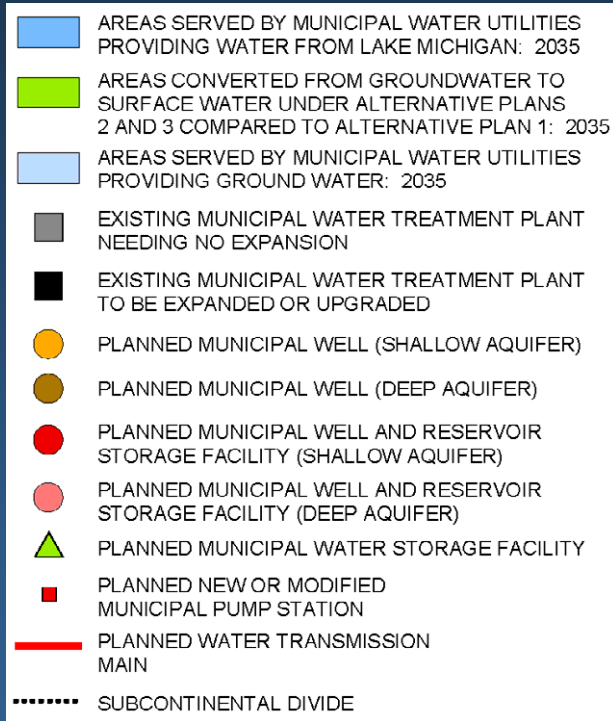 AREAS SERVED BY MUNICIPAL WATER UTILITIES
PROVIDING WATER FROM LAKE MICHIGAN: 2035
AREAS CONVERTED FROM GROUNDWATER TO
SURFACE WATER UNDER ALTERNATIVE PLANS
2 AND 3 COMPARED TO ALTERNATIVE PLAN 1: 2035
AREAS SERVED BY MUNICIPAL WATER UTILITIES
PROVIDING GROUND WATER: 2035
EXISTING MUNICIPAL WATER TREATMENT PLANT
NEEDING NO EXPANSION
EXISTING MUNICIPAL WATER TREATMENT PLANT
TO BE EXPANDED OR UPGRADED
PLANNED MUNICIPAL WELL (SHALLOW AQUIFER)
PLANNED MUNICIPAL WELL (DEEP AQUIFER)
PLANNED MUNICIPAL WELL AND RESERVOIR
STORAGE FACILITY (SHALLOW AQUIFER)
PLANNED MUNICIPAL WELL AND RESERVOIR
STORAGE FACILITY (DEEP AQUIFER)
PLANNED MUNICIPAL WATER STORAGE FACILITY
PLANNED NEW OR MODIFIED
MUNICIPAL PUMP STATION
PLANNED WATER TRANSMISSION
MAIN
SUBCONTINENTAL DIVIDE